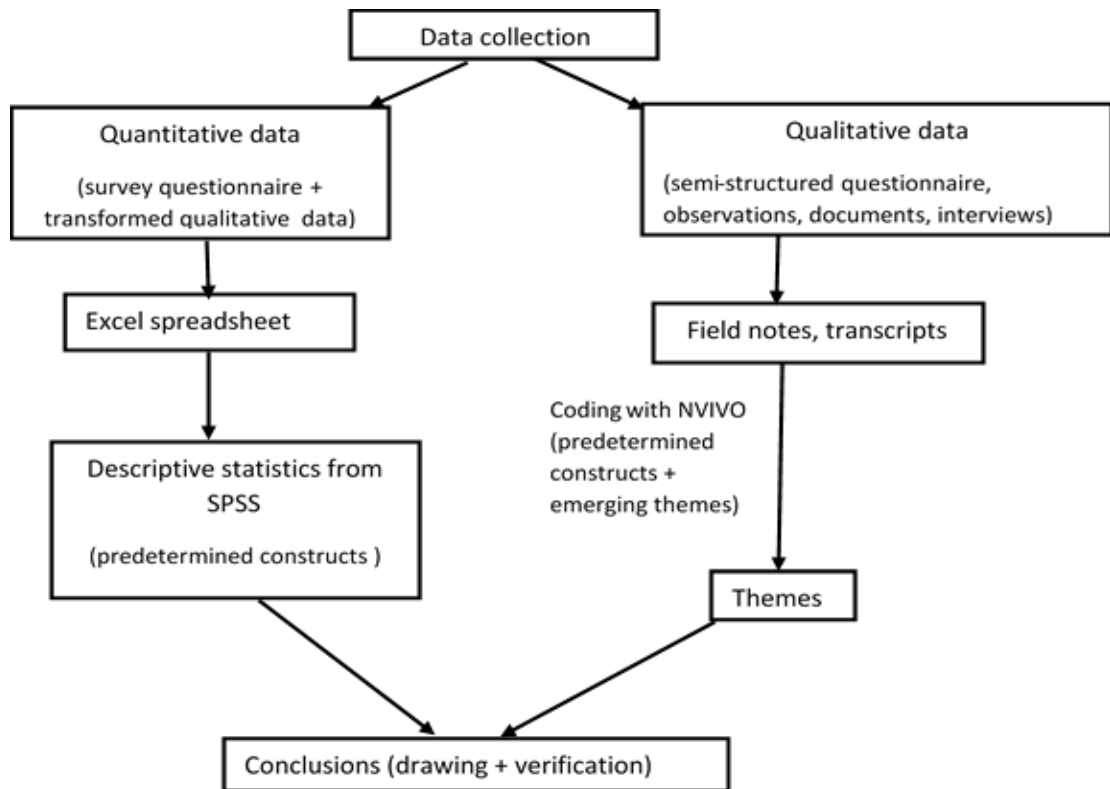 Data collection
Quantitative data
(survey questionnaire +
transformed qualitative data)
Qualitative data
(semi-structured questionnaire,
observations, documents, interviews)
Excel spreadsheet
Field notes, transcripts
Coding with NVIVO
(predetermined
constructs +
emerging themes)
Descriptive statistics from
SPSS
(predetermined constructs )
Themes
Conclusions (drawing + verification)